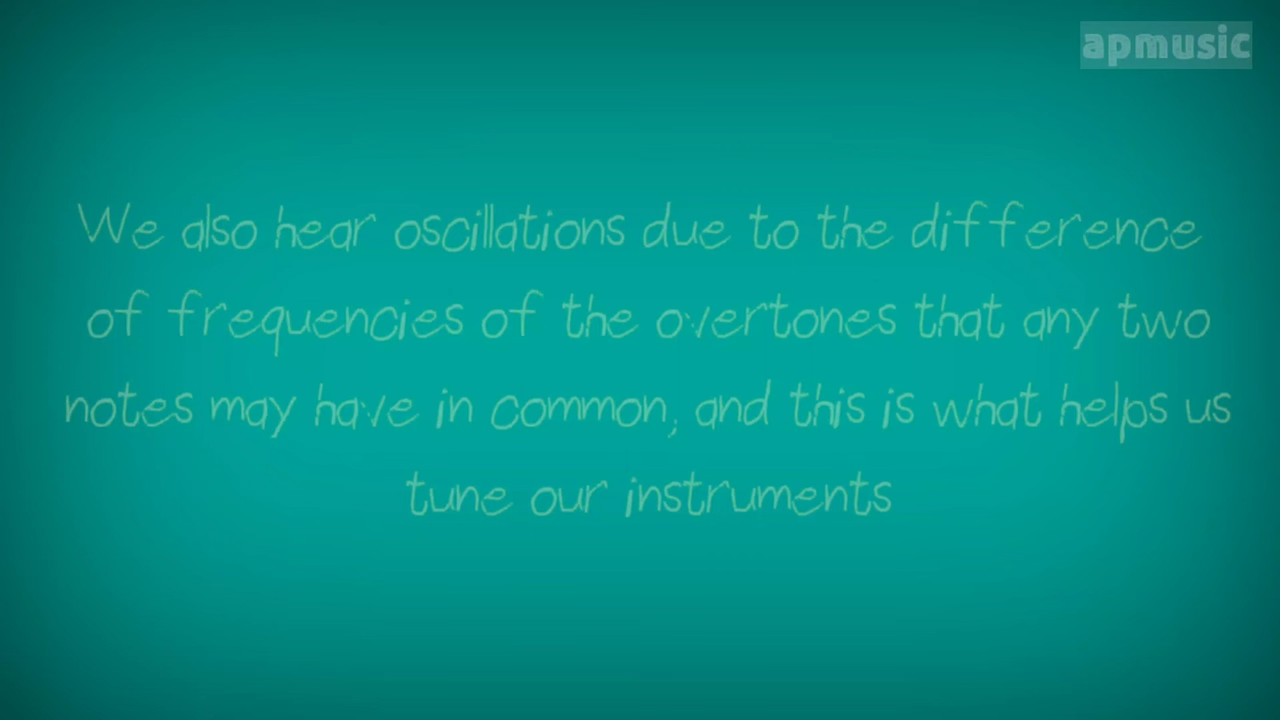 apmusic
We also hear oscillations due to the difference
of frequencies of the overtones that any two
notes may have in common, and this is what helps us
tune our instruments